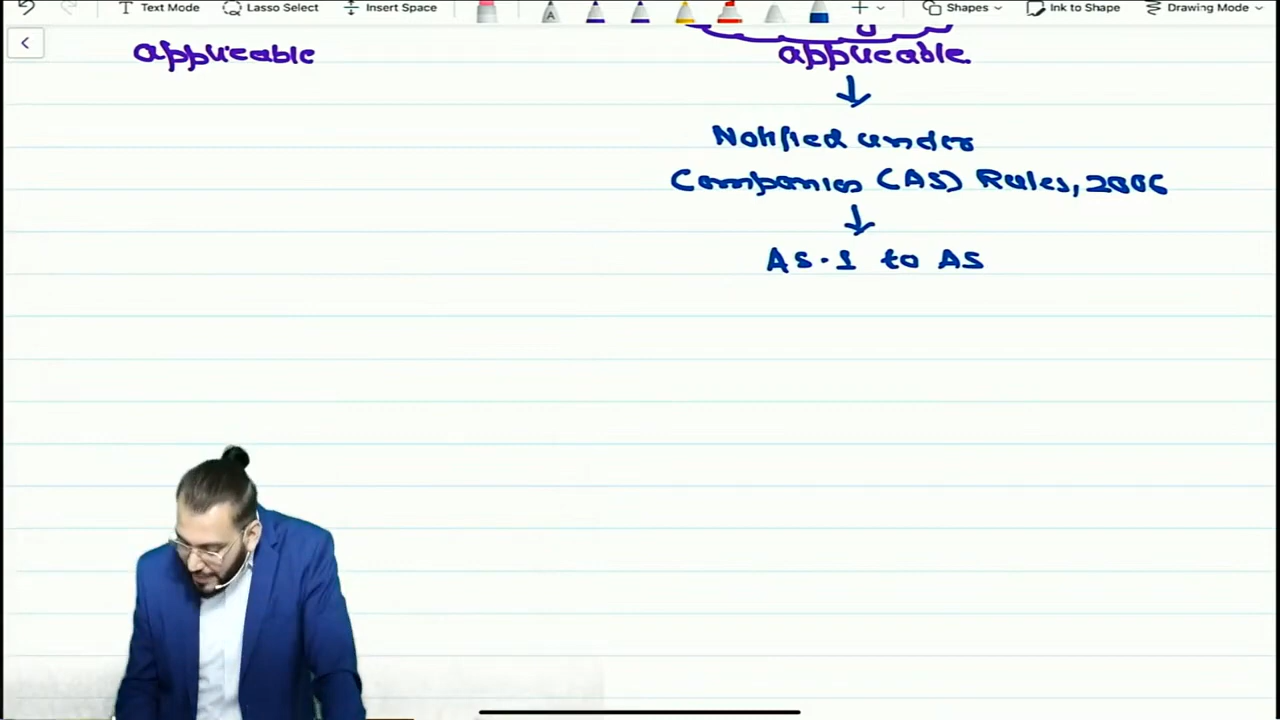 Text Mode Lasso Select Insert Space Shapes Ink to Shape Drawing Mode
applicable applicable
Notified under
Companies (AS) Rules, 2006
AS-1 to AS